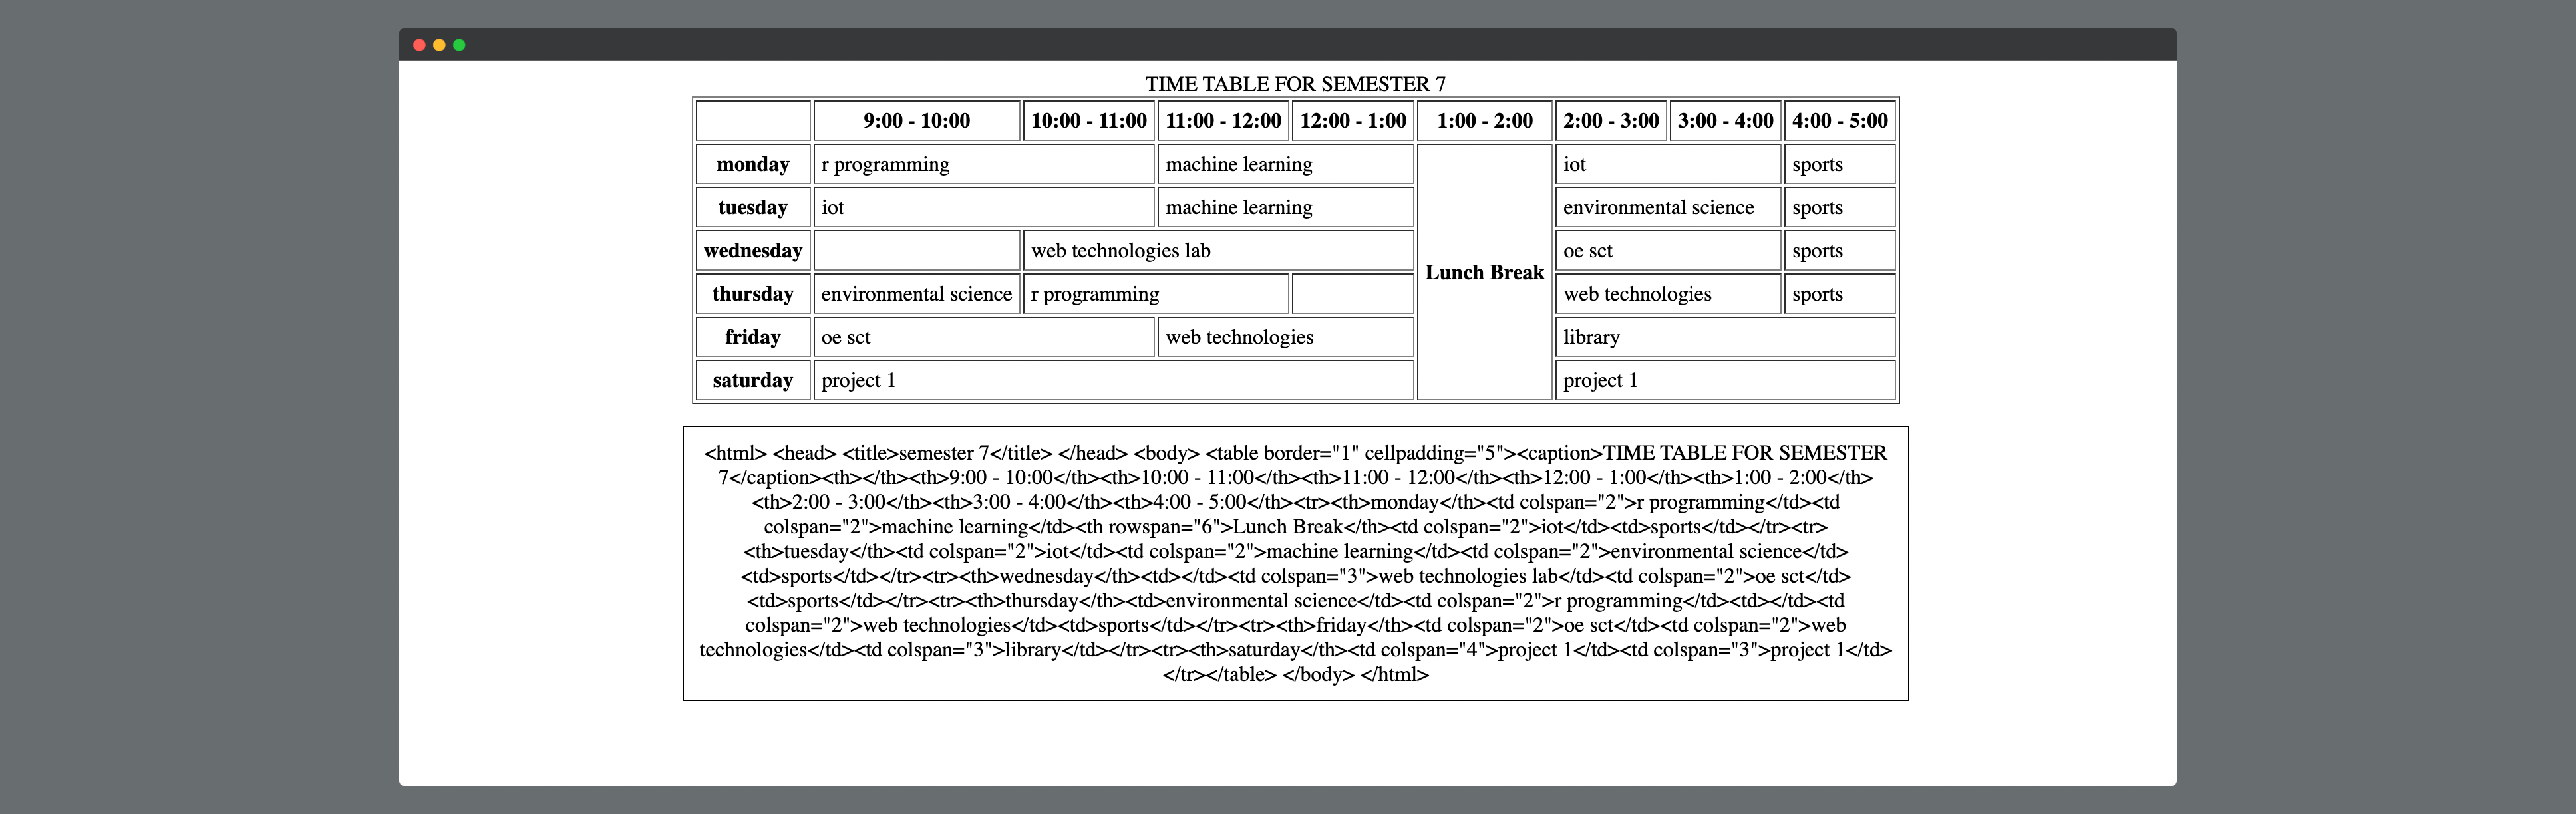 TIME TABLE FOR SEMESTER 7
9:00 - 10:00 10:00 - 11:00 11:00 - 12:00 12:00 - 1:00 1:00 - 2:00 2:00 - 3:00 3:00 - 4:00 4:00 - 5:00
monday r programming machine learning iot sports
tuesday iot machine learning environmental science sports
wednesday web technologies lab oe sct sports
Lunch Break
thursday environmental science r programming web technologies sports
friday oe sct web technologies library
saturday project 1 project 1
<html> <head> <title>semester 7</title> </head> <body> <table border="1" cellpadding="5"><caption>TIME TABLE FOR SEMESTER
7</caption><th></th><th>9:00 - 10:00</th><th>10:00 - 11:00</th><th>11:00 - 12:00</th><th>12:00 - 1:00</th><th>1:00 - 2:00</th>
<th>2:00 - 3:00</th><th>3:00 - 4:00</th><th>4:00 - 5:00</th><tr><th>monday</th><td colspan="2">r programming</td><td
colspan="2">machine learning</td><th rowspan="6">Lunch Break</th><td colspan="2">iot</td><td>sports</td></tr><tr>
<th>tuesday</th><td colspan="2">iot</td><td colspan="2">machine learning</td><td colspan="2">environmental science</td>
<td>sports</td></tr><tr><th>wednesday</th><td></td><td colspan="3">web technologies lab</td><td colspan="2">oe sct</td>
<td>sports</td></tr><tr><th>thursday</th><td>environmental science</td><td colspan="2">r programming</td><td></td><td
colspan="2">web technologies</td><td>sports</td></tr><tr><th>friday</th><td colspan="2">oe sct</td><td colspan="2">web
technologies</td><td colspan="3">library</td></tr><tr><th>saturday</th><td colspan="4">project 1</td><td colspan="3">project 1</td>
</tr></table> </body> </html>